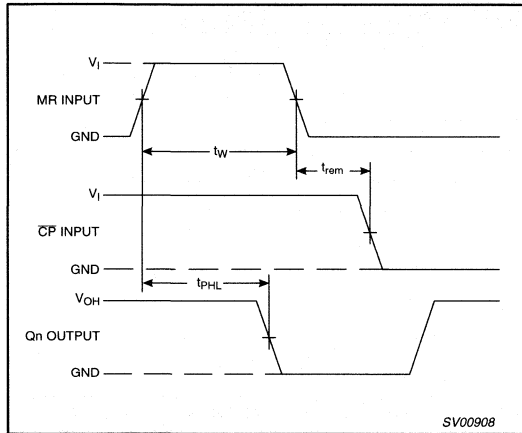 VI
MR INPUT
GND
tW
trem
VI
CP INPUT
GND
tPHL
VOH
Qn OUTPUT
GND
SV00908